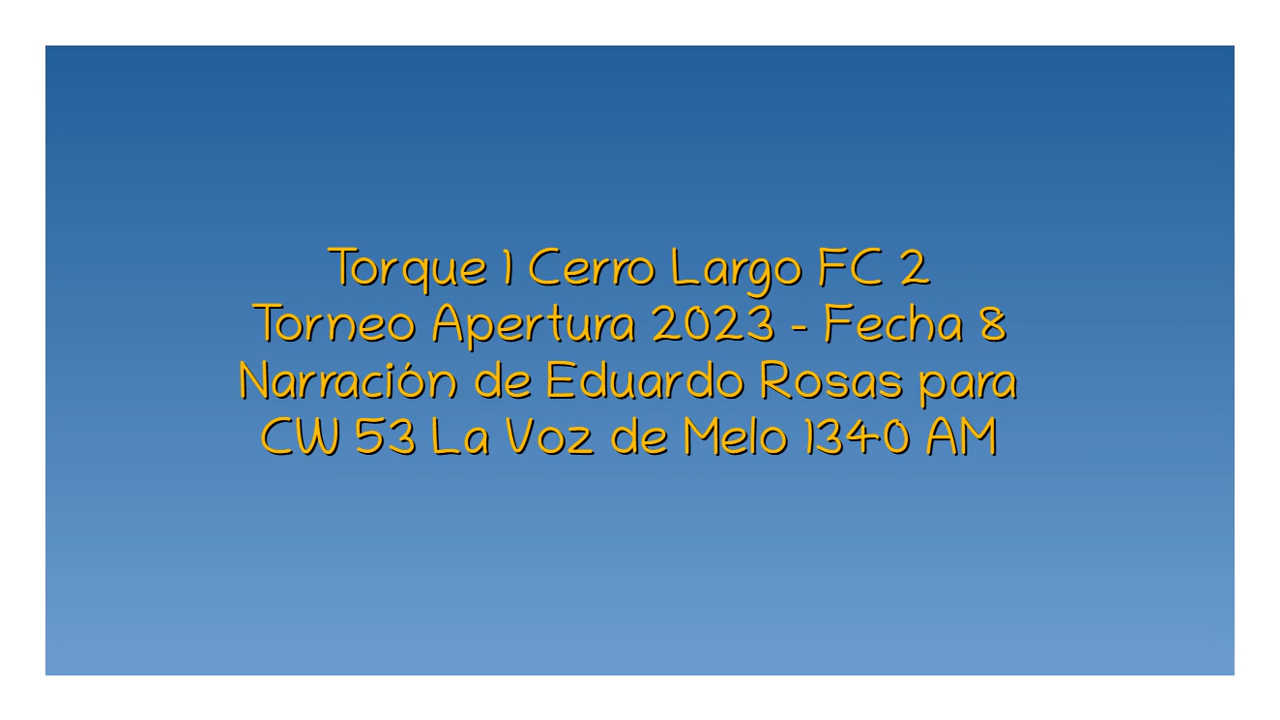 Torque 1 Cerro Largo FC 2
Torneo Apertura 2023 - Fecha 8
Narración de Eduardo Rosas para
CW 53 La Voz de Melo 1340 AM